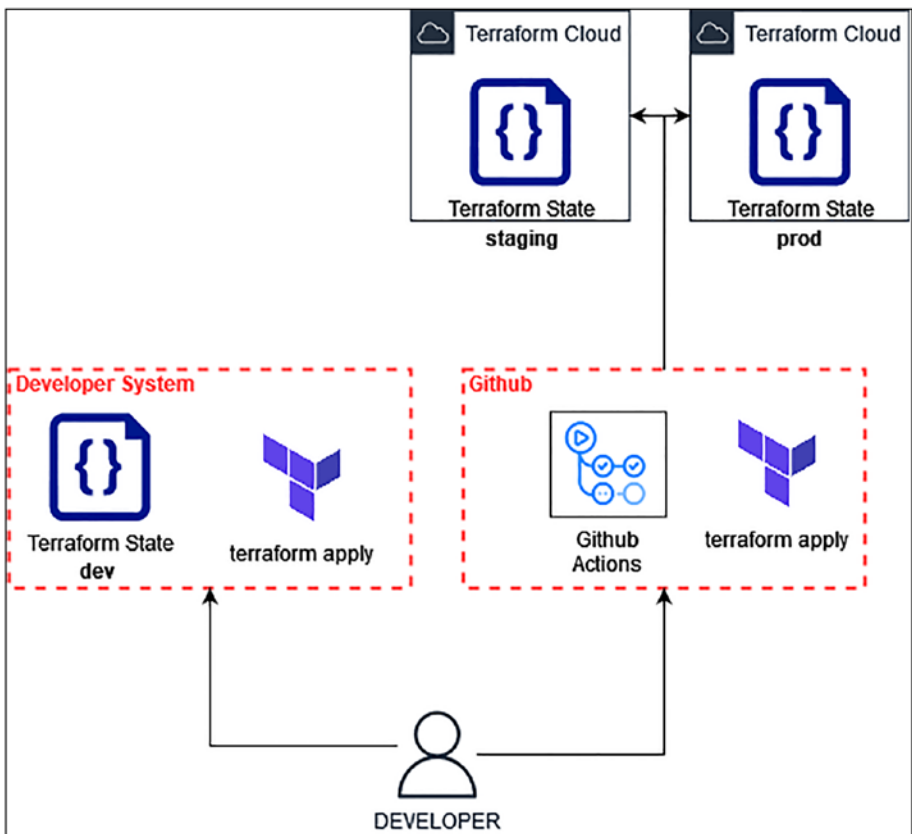 Terraform Cloud
Terraform State
staging
Terraform Cloud
Terraform State
prod
Developer System
Terraform State
dev
terraform apply
Github
Github
Actions
terraform apply
DEVELOPER